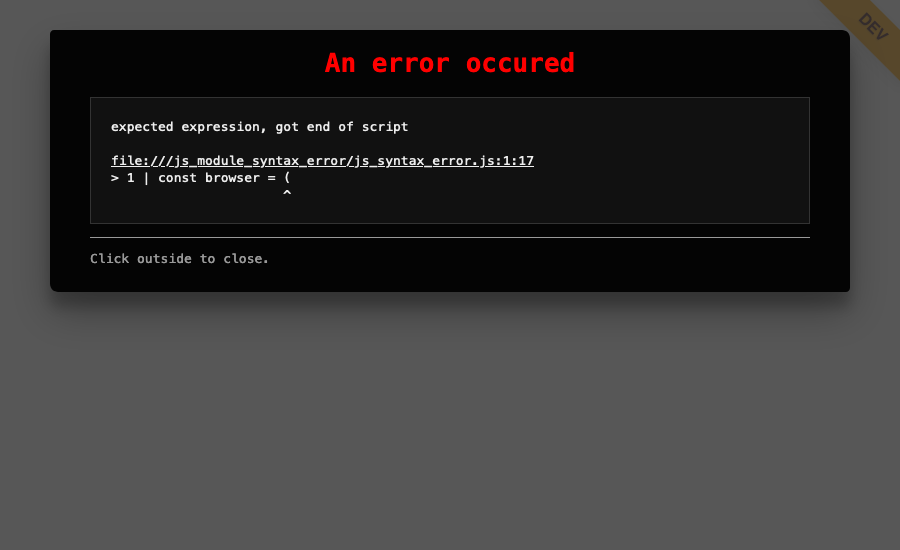 DEV
An error occured
expected expression, got end of script
file:///js_module_syntax_error/js_syntax_error.js:1:17
> 1 | const browser = (
^
Click outside to close.